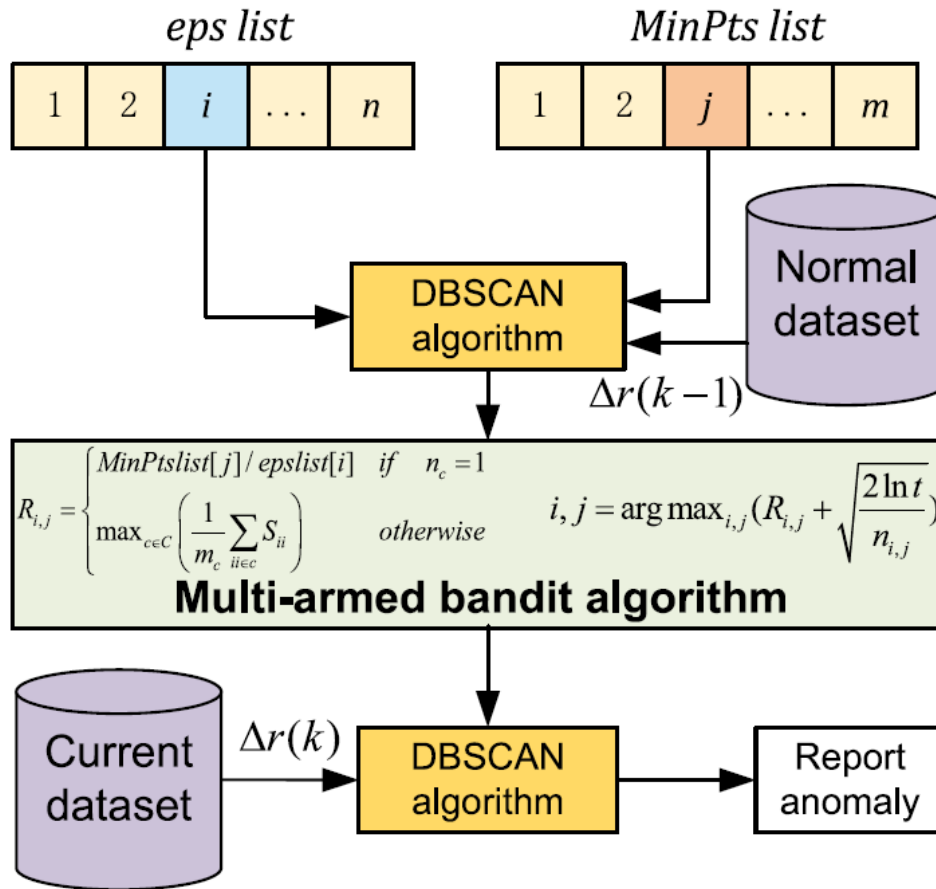 eps list
MinPts list
1 2 i ... n
1 2 j ... m
Normal
dataset
DBSCAN
algorithm
Δr(k−1)
R_{i,j} = { MinPtslist[j] / epslist[i] if n_c = 1
max_{c∈C} ( 1/m_c ∑_{ii∈c} S_{ii} ) otherwise
i, j = arg max_{i,j} (R_{i,j} + √(2 ln t / n_{i,j}))
Multi-armed bandit algorithm
Current
dataset
Δr(k)
DBSCAN
algorithm
Report
anomaly